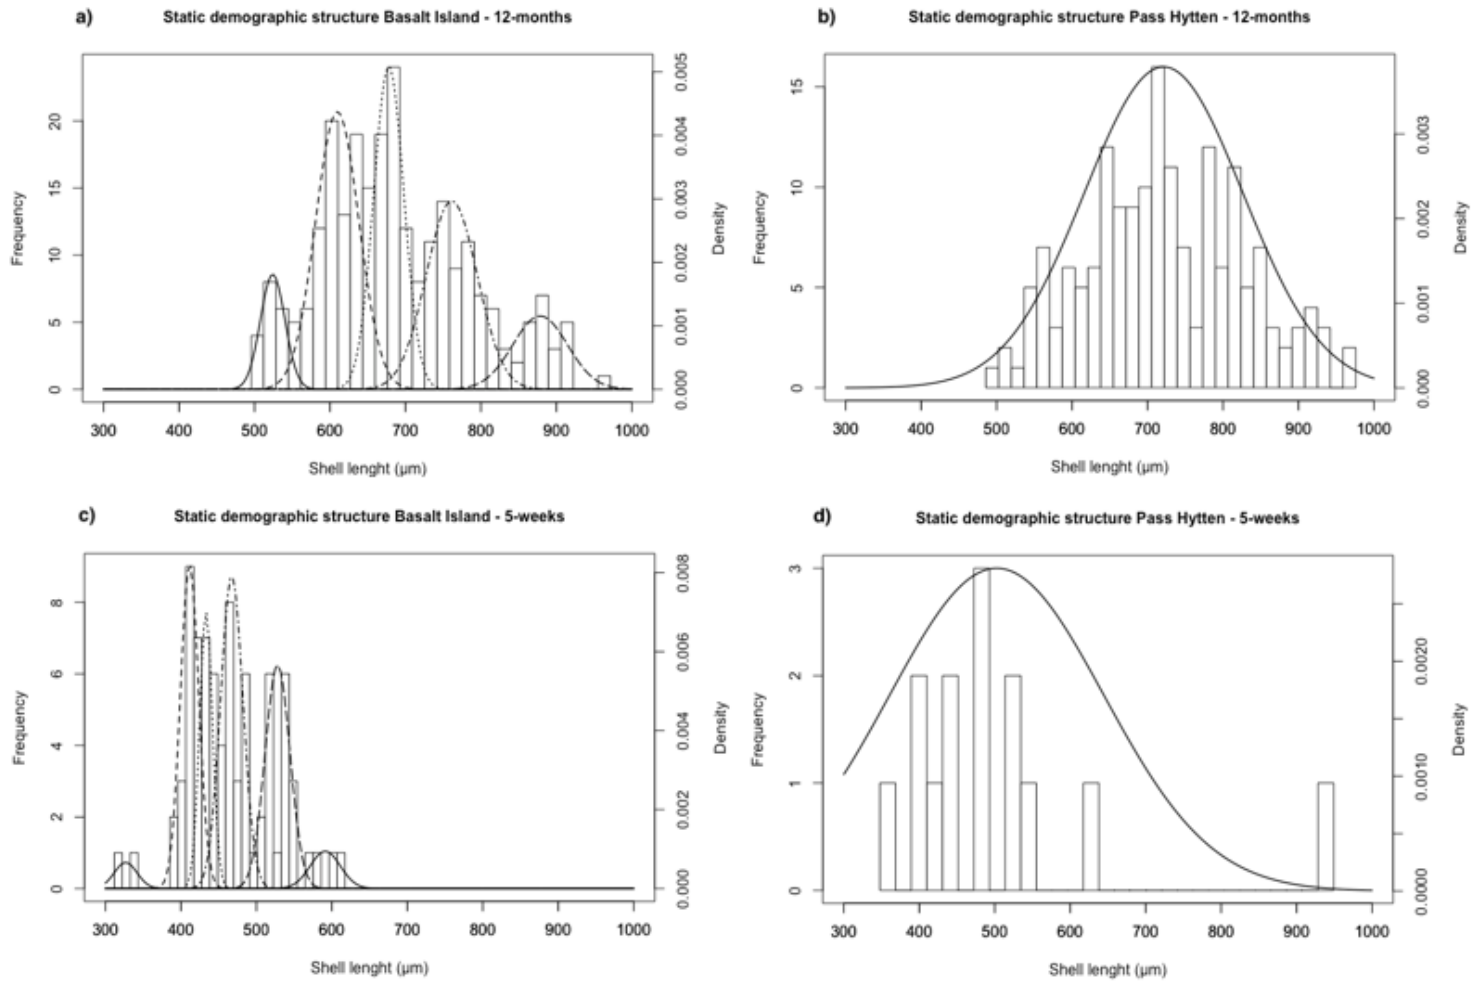 a) Static demographic structure Basalt Island - 12-months
Frequency
0 5 10 15 20
Density
0.000 0.001 0.002 0.003 0.004 0.005
300 400 500 600 700 800 900 1000
Shell lenght (µm)
b) Static demographic structure Pass Hytten - 12-months
Frequency
0 5 10 15
Density
0.000 0.001 0.002 0.003
300 400 500 600 700 800 900 1000
Shell lenght (µm)
c) Static demographic structure Basalt Island - 5-weeks
Frequency
0 2 4 6 8
Density
0.000 0.002 0.004 0.006 0.008
300 400 500 600 700 800 900 1000
Shell lenght (µm)
d) Static demographic structure Pass Hytten - 5-weeks
Frequency
0 1 2 3
Density
0.0000 0.0010 0.0020
300 400 500 600 700 800 900 1000
Shell lenght (µm)